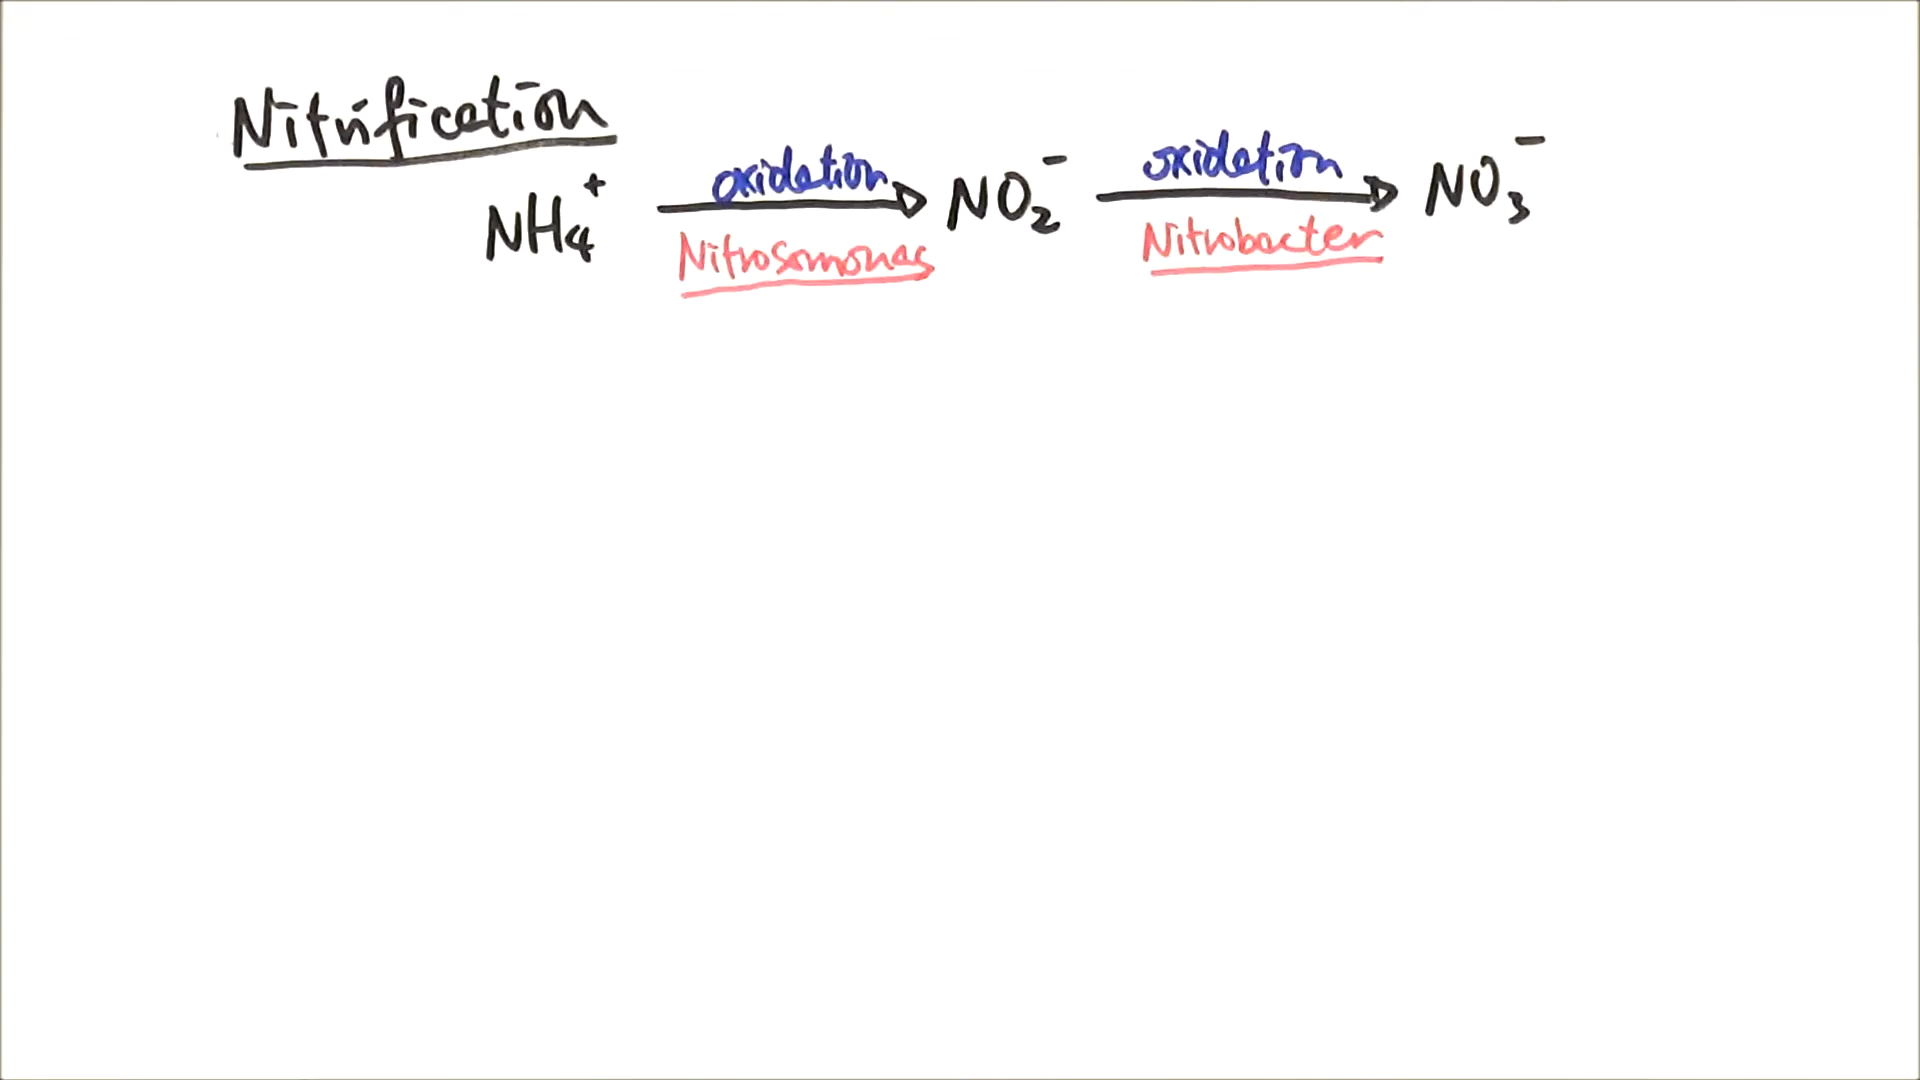 Nitrification
NH₄⁺ oxidation NO₂⁻ oxidation NO₃⁻
Nitrosomonas Nitrobacter